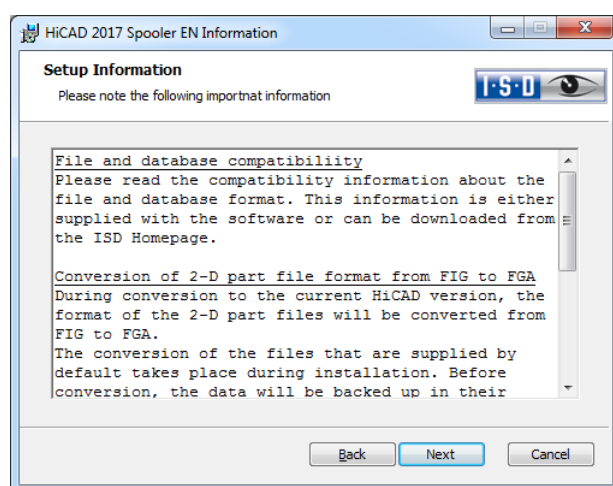 HiCAD 2017 Spooler EN Information
Setup Information
Please note the following importnat information
I·S·D
File and database compatibiliity
Please read the compatibility information about the
file and database format. This information is either
supplied with the software or can be downloaded from
the ISD Homepage.
Conversion of 2-D part file format from FIG to FGA
During conversion to the current HiCAD version, the
format of the 2-D part files will be converted from
FIG to FGA.
The conversion of the files that are supplied by
default takes place during installation. Before
conversion, the data will be backed up in their
Back
Next
Cancel